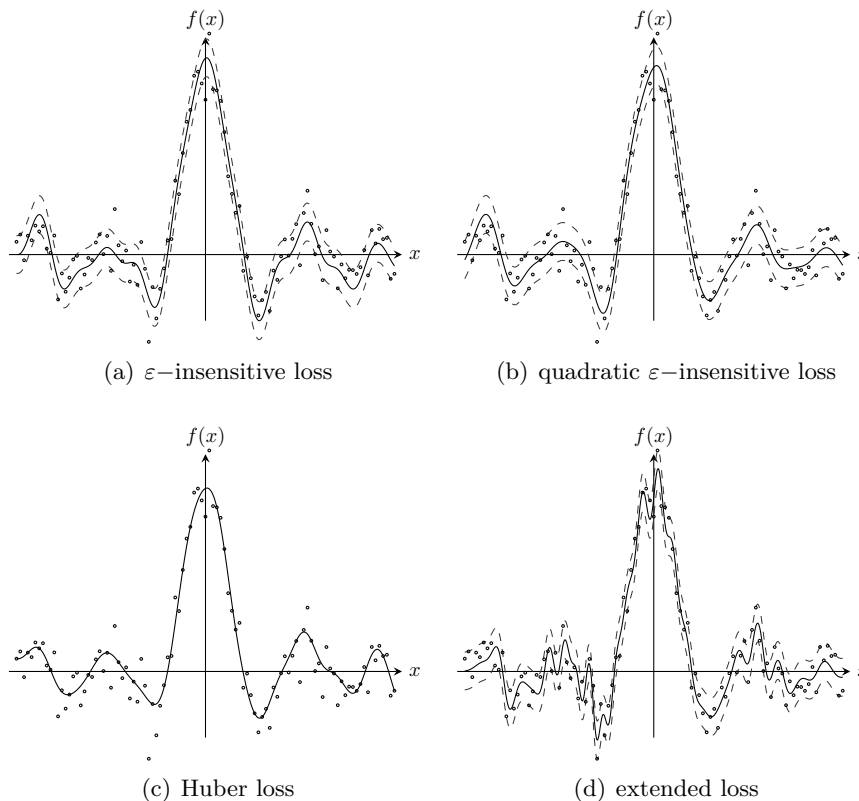 f(x)
x
(a) ε−insensitive loss
f(x)
(b) quadratic ε−insensitive loss
f(x)
x
(c) Huber loss
f(x)
(d) extended loss